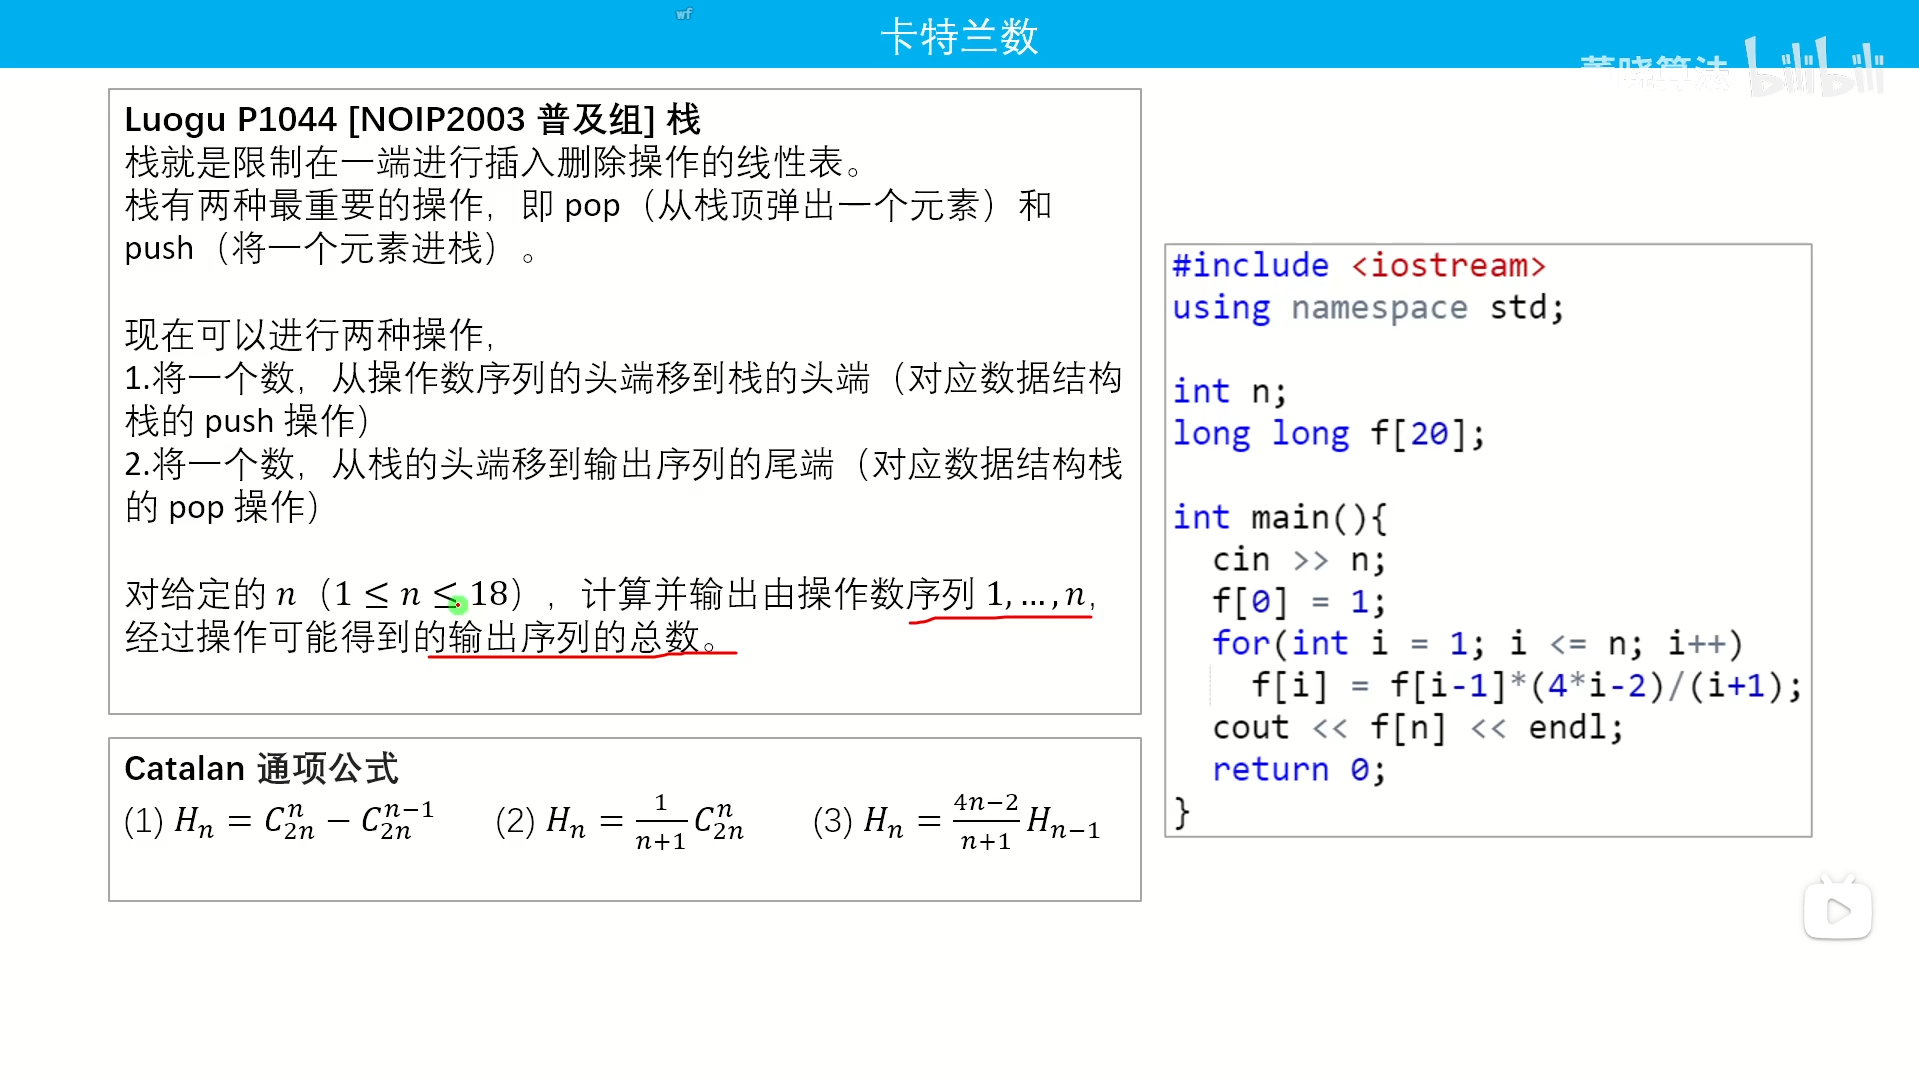 wf
卡特兰数
董晓算法 bilibili
Luogu P1044 [NOIP2003 普及组] 栈
栈就是限制在一端进行插入删除操作的线性表。
栈有两种最重要的操作，即 pop（从栈顶弹出一个元素）和
push（将一个元素进栈）。
现在可以进行两种操作，
1.将一个数，从操作数序列的头端移到栈的头端（对应数据结构
栈的 push 操作）
2.将一个数，从栈的头端移到输出序列的尾端（对应数据结构栈
的 pop 操作）
对给定的 n（1 ≤ n ≤ 18），计算并输出由操作数序列 1, … , n，
经过操作可能得到的输出序列的总数。
Catalan 通项公式
(1) H_n = C_{2n}^{n} − C_{2n}^{n−1} (2) H_n = \frac{1}{n+1} C_{2n}^{n} (3) H_n = \frac{4n−2}{n+1} H_{n−1}
#include <iostream>
using namespace std;
int n;
long long f[20];
int main(){
cin >> n;
f[0] = 1;
for(int i = 1; i <= n; i++)
f[i] = f[i-1]*(4*i-2)/(i+1);
cout << f[n] << endl;
return 0;
}